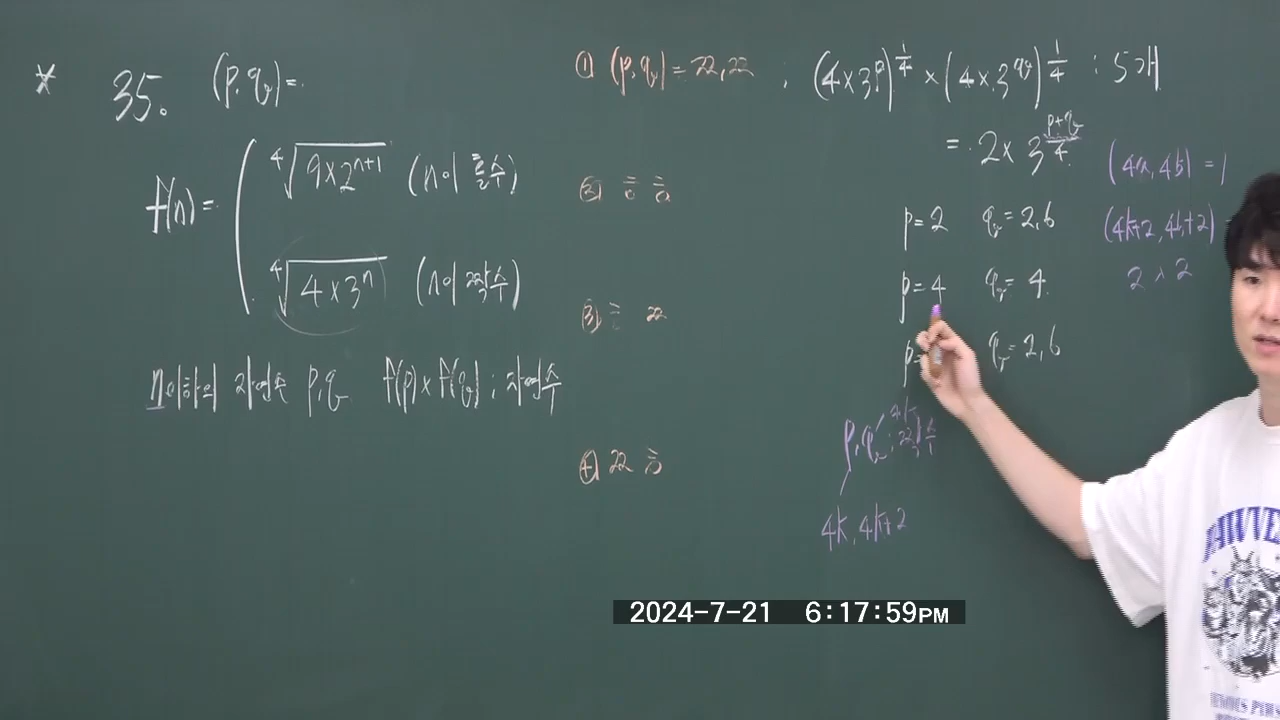 * 35. (p, q) =
f(n) =
⁴√(9×2ⁿ⁺¹) (n이 홀수)
⁴√(4×3ⁿ) (n이 짝수)
이하의 자연수 p, q f(p) × f(q) ; 자연수
① (p, q) = 짝, 짝 ; (4×3ᵖ)^(1/4) × (4×3^q)^(1/4) : 5개
= 2×3^((p+q)/4)
② 홀 홀
③ 홀 짝
④ 짝 홀
p=2 q=2,6
p=4 q=4.
p= q=2,6
(4k, 4k) = 1
(4k+2, 4k+2)
2 × 2
p, q ; 짝수
4k
4k, 4k+2
2024-7-21 6:17:59PM